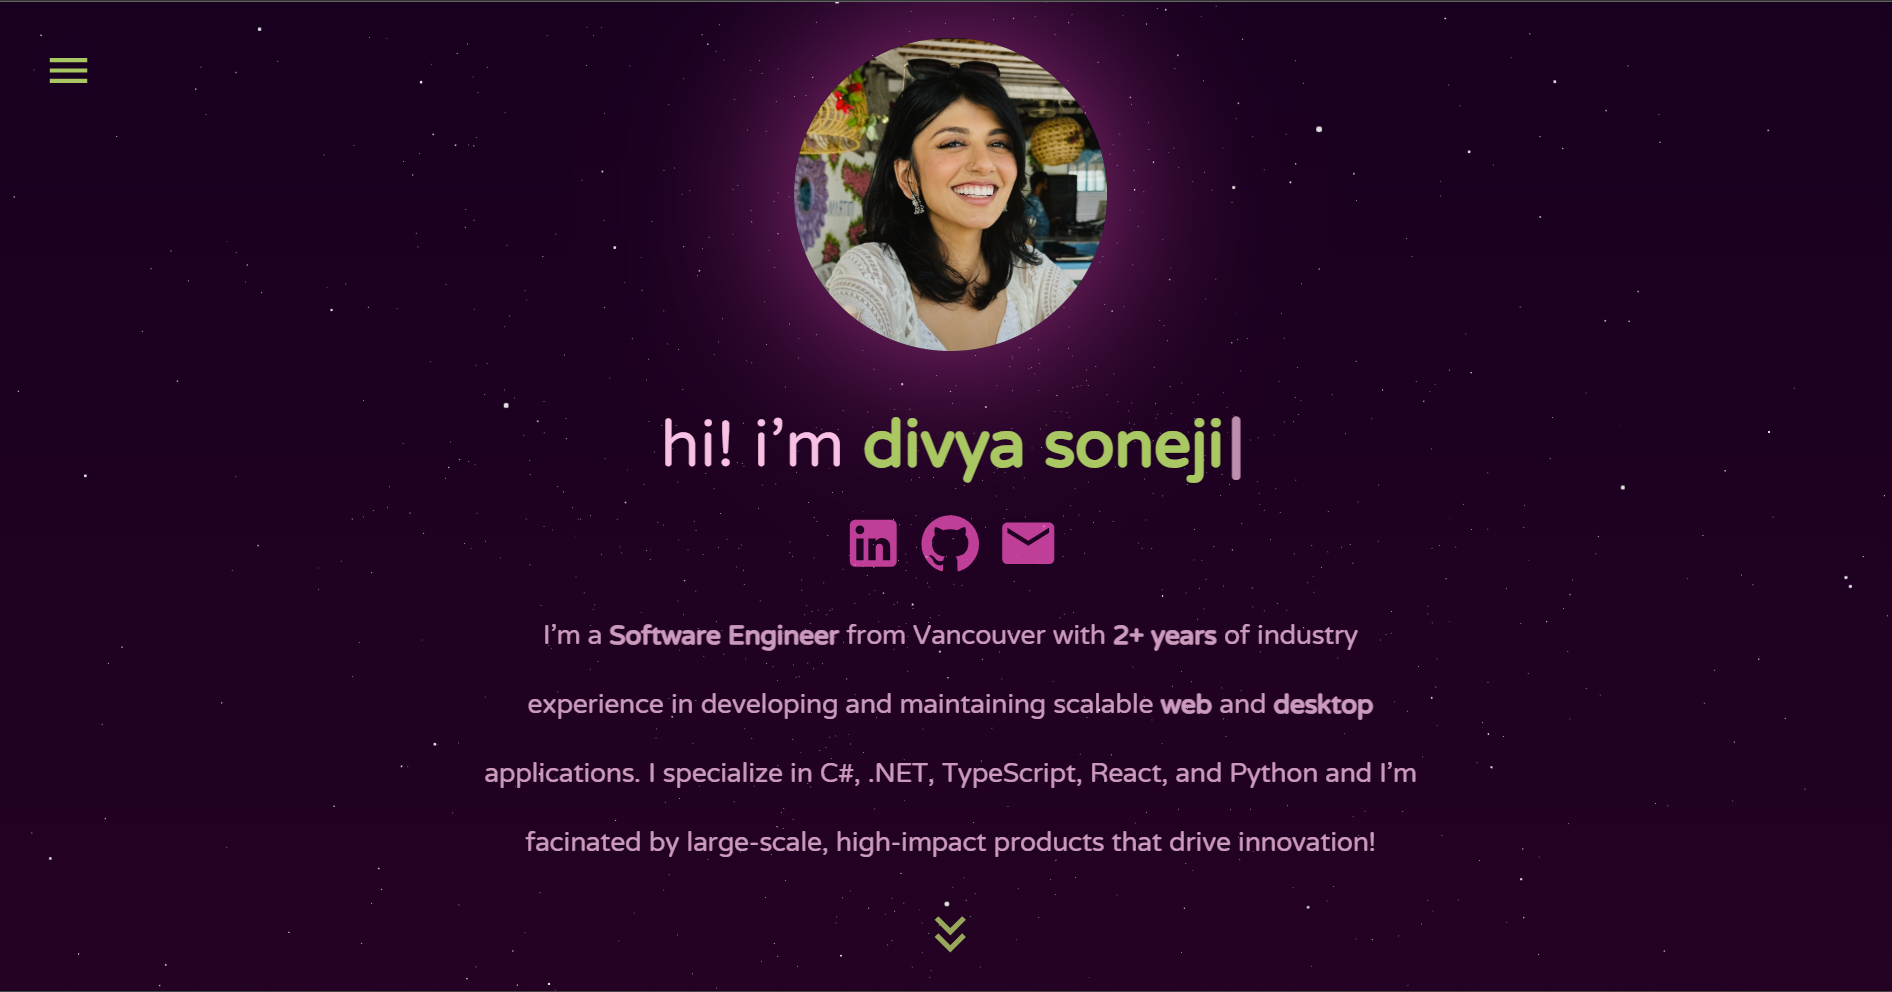 hi! i'm divya soneji
in
I'm a Software Engineer from Vancouver with 2+ years of industry
experience in developing and maintaining scalable web and desktop
applications. I specialize in C#, .NET, TypeScript, React, and Python and I'm
facinated by large-scale, high-impact products that drive innovation!